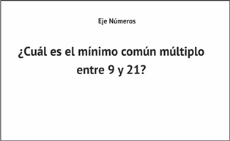 Eje Números
¿Cuál es el mínimo común múltiplo
entre 9 y 21?